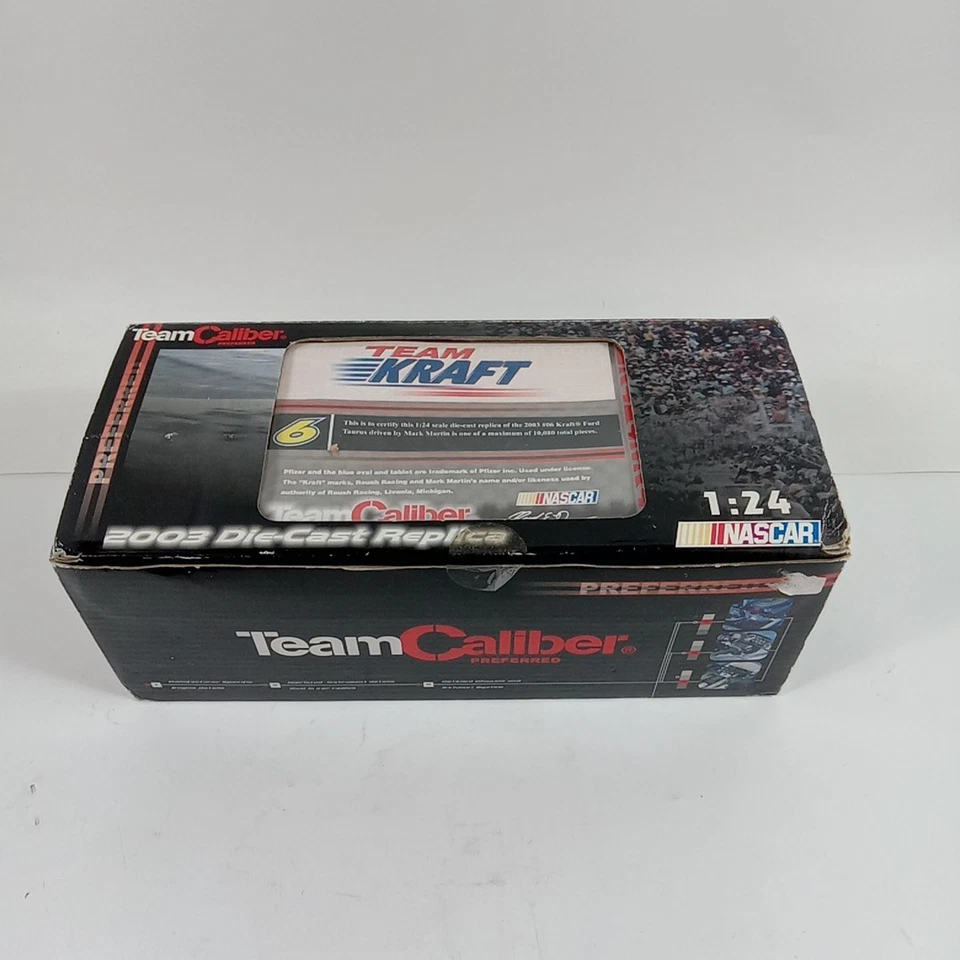 TeamCaliber®
PREFERRED
PREFERRED
TEAM
KRAFT
6
This is to certify this 1:24 scale die-cast replica of the 2003 #06 Kraft® Ford
Taurus driven by Mark Martin is one of a maximum of 10,080 total pieces.
Pfizer and the blue oval and tablet are trademark of Pfizer Inc. Used under license.
The "Kraft" marks, Roush Racing and Mark Martin's name and/or likeness used by
authority of Roush Racing, Livonia, Michigan.
NASCAR
TeamCaliber
2003 Die-Cast Replica
1:24
NASCAR
PREFERRED
TeamCaliber®
PREFERRED